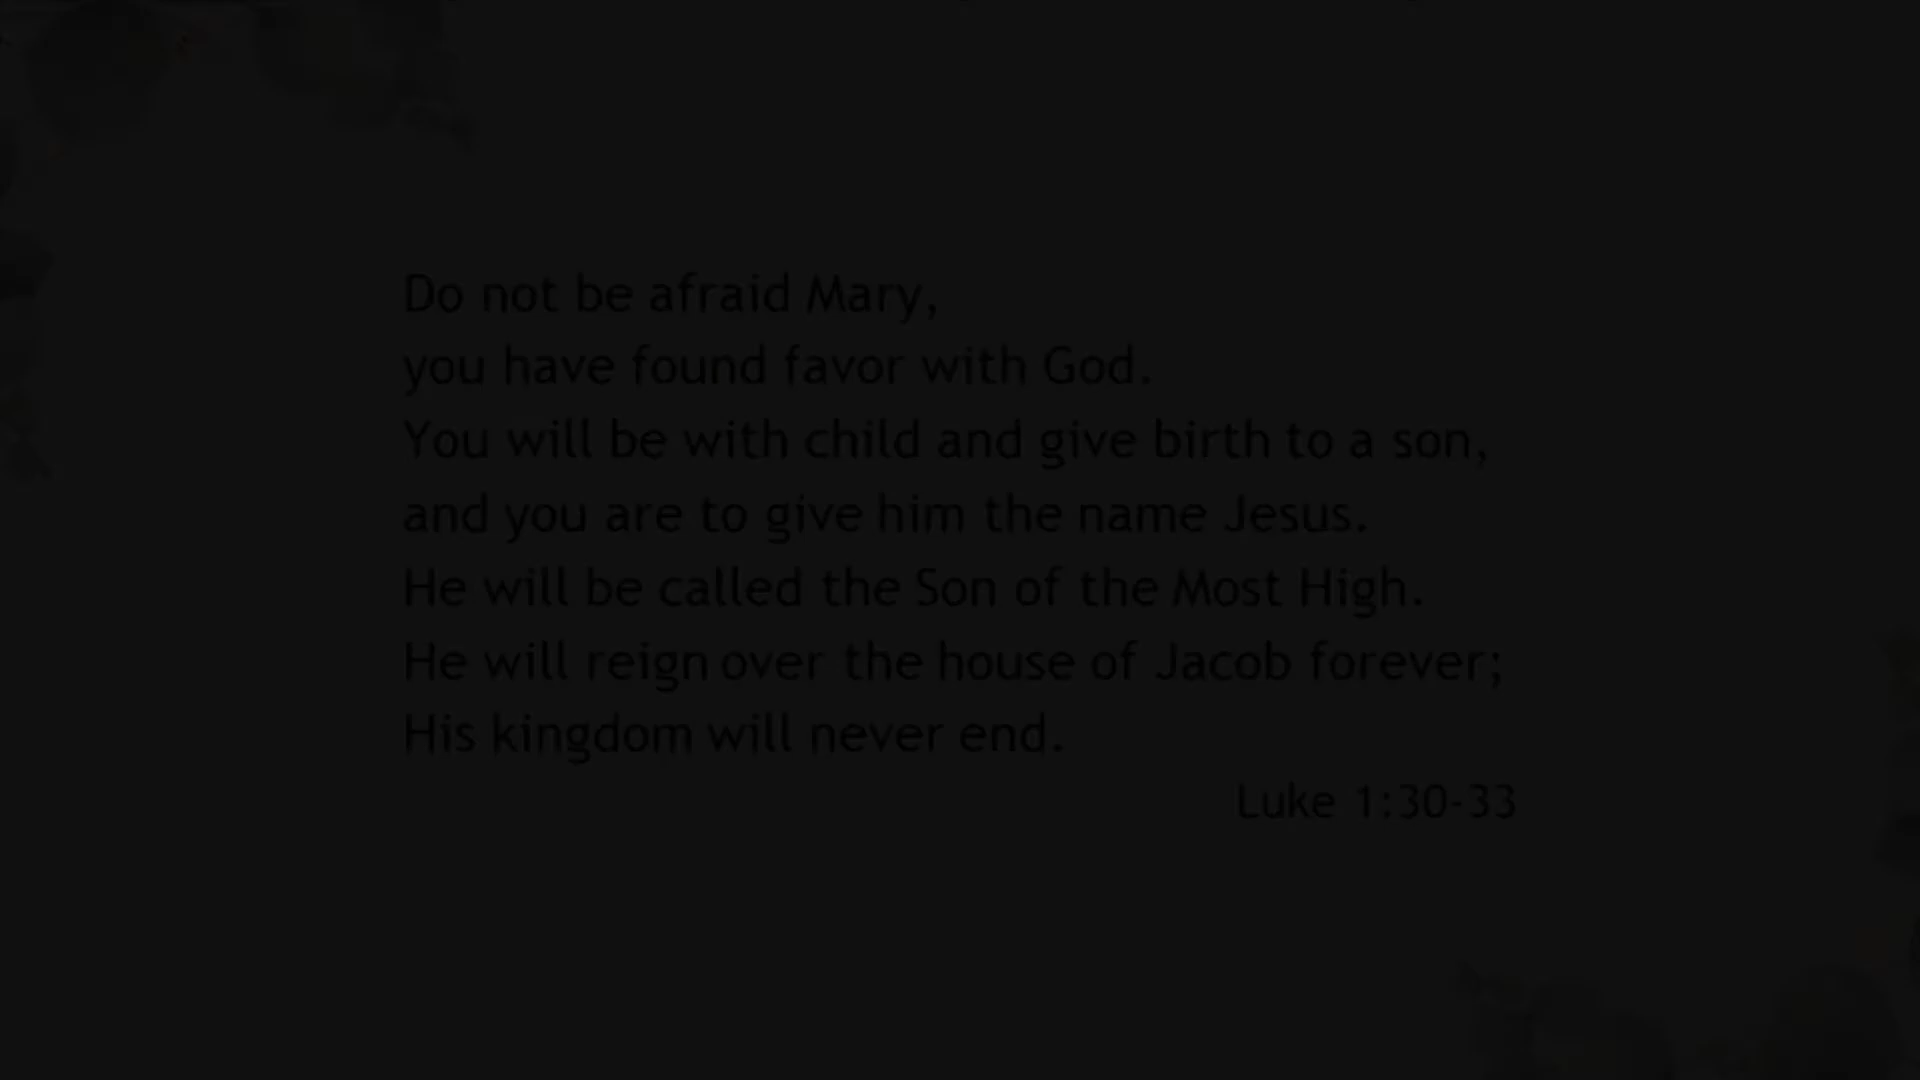 Do not be afraid Mary,
you have found favor with God.
You will be with child and give birth to a son,
and you are to give him the name Jesus.
He will be called the Son of the Most High.
He will reign over the house of Jacob forever;
His kingdom will never end.
Luke 1:30-33